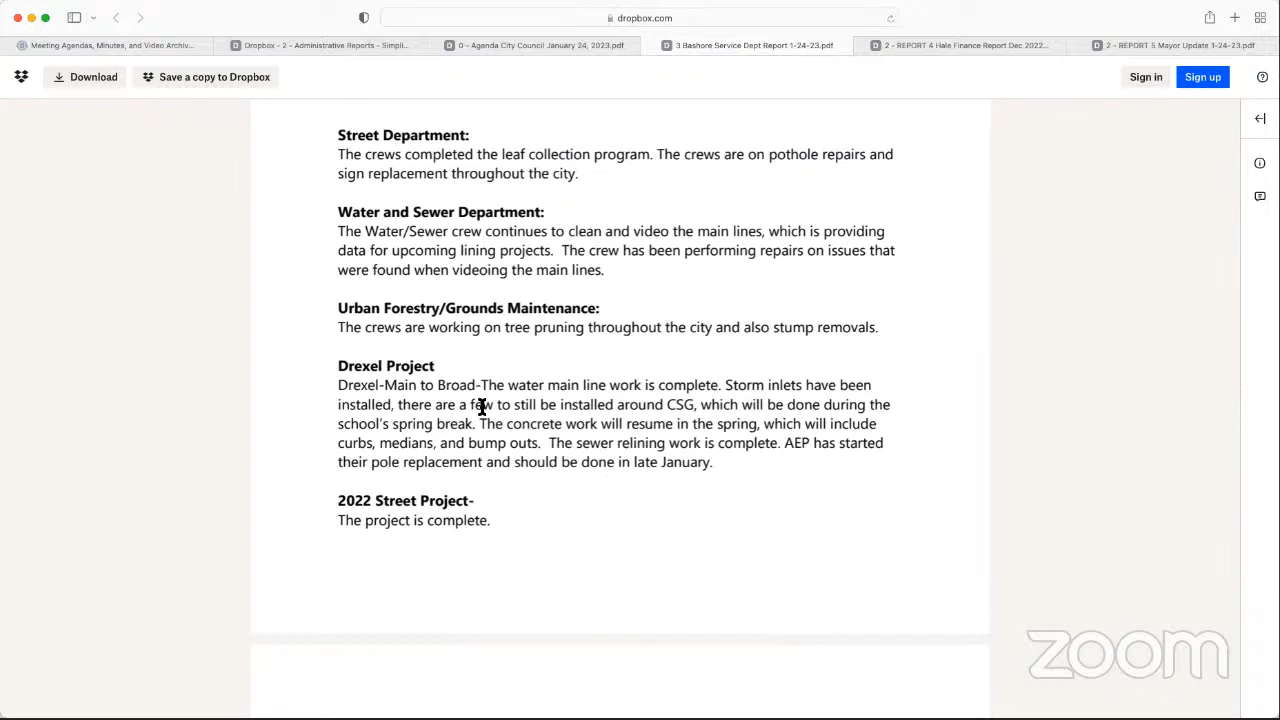 dropbox.com
Meeting Agendas, Minutes, and Video Archiv...
Dropbox - 2 - Administrative Reports - Simpli...
0 - Agenda City Council January 24, 2023.pdf
3 Bashore Service Dept Report 1-24-23.pdf
2 - REPORT 4 Hale Finance Report Dec 2022...
2 - REPORT 5 Mayor Update 1-24-23.pdf
Download
Save a copy to Dropbox
Sign in
Sign up
Street Department:
The crews completed the leaf collection program. The crews are on pothole repairs and
sign replacement throughout the city.
Water and Sewer Department:
The Water/Sewer crew continues to clean and video the main lines, which is providing
data for upcoming lining projects. The crew has been performing repairs on issues that
were found when videoing the main lines.
Urban Forestry/Grounds Maintenance:
The crews are working on tree pruning throughout the city and also stump removals.
Drexel Project
Drexel-Main to Broad-The water main line work is complete. Storm inlets have been
installed, there are a few to still be installed around CSG, which will be done during the
school's spring break. The concrete work will resume in the spring, which will include
curbs, medians, and bump outs. The sewer relining work is complete. AEP has started
their pole replacement and should be done in late January.
2022 Street Project-
The project is complete.
zoom